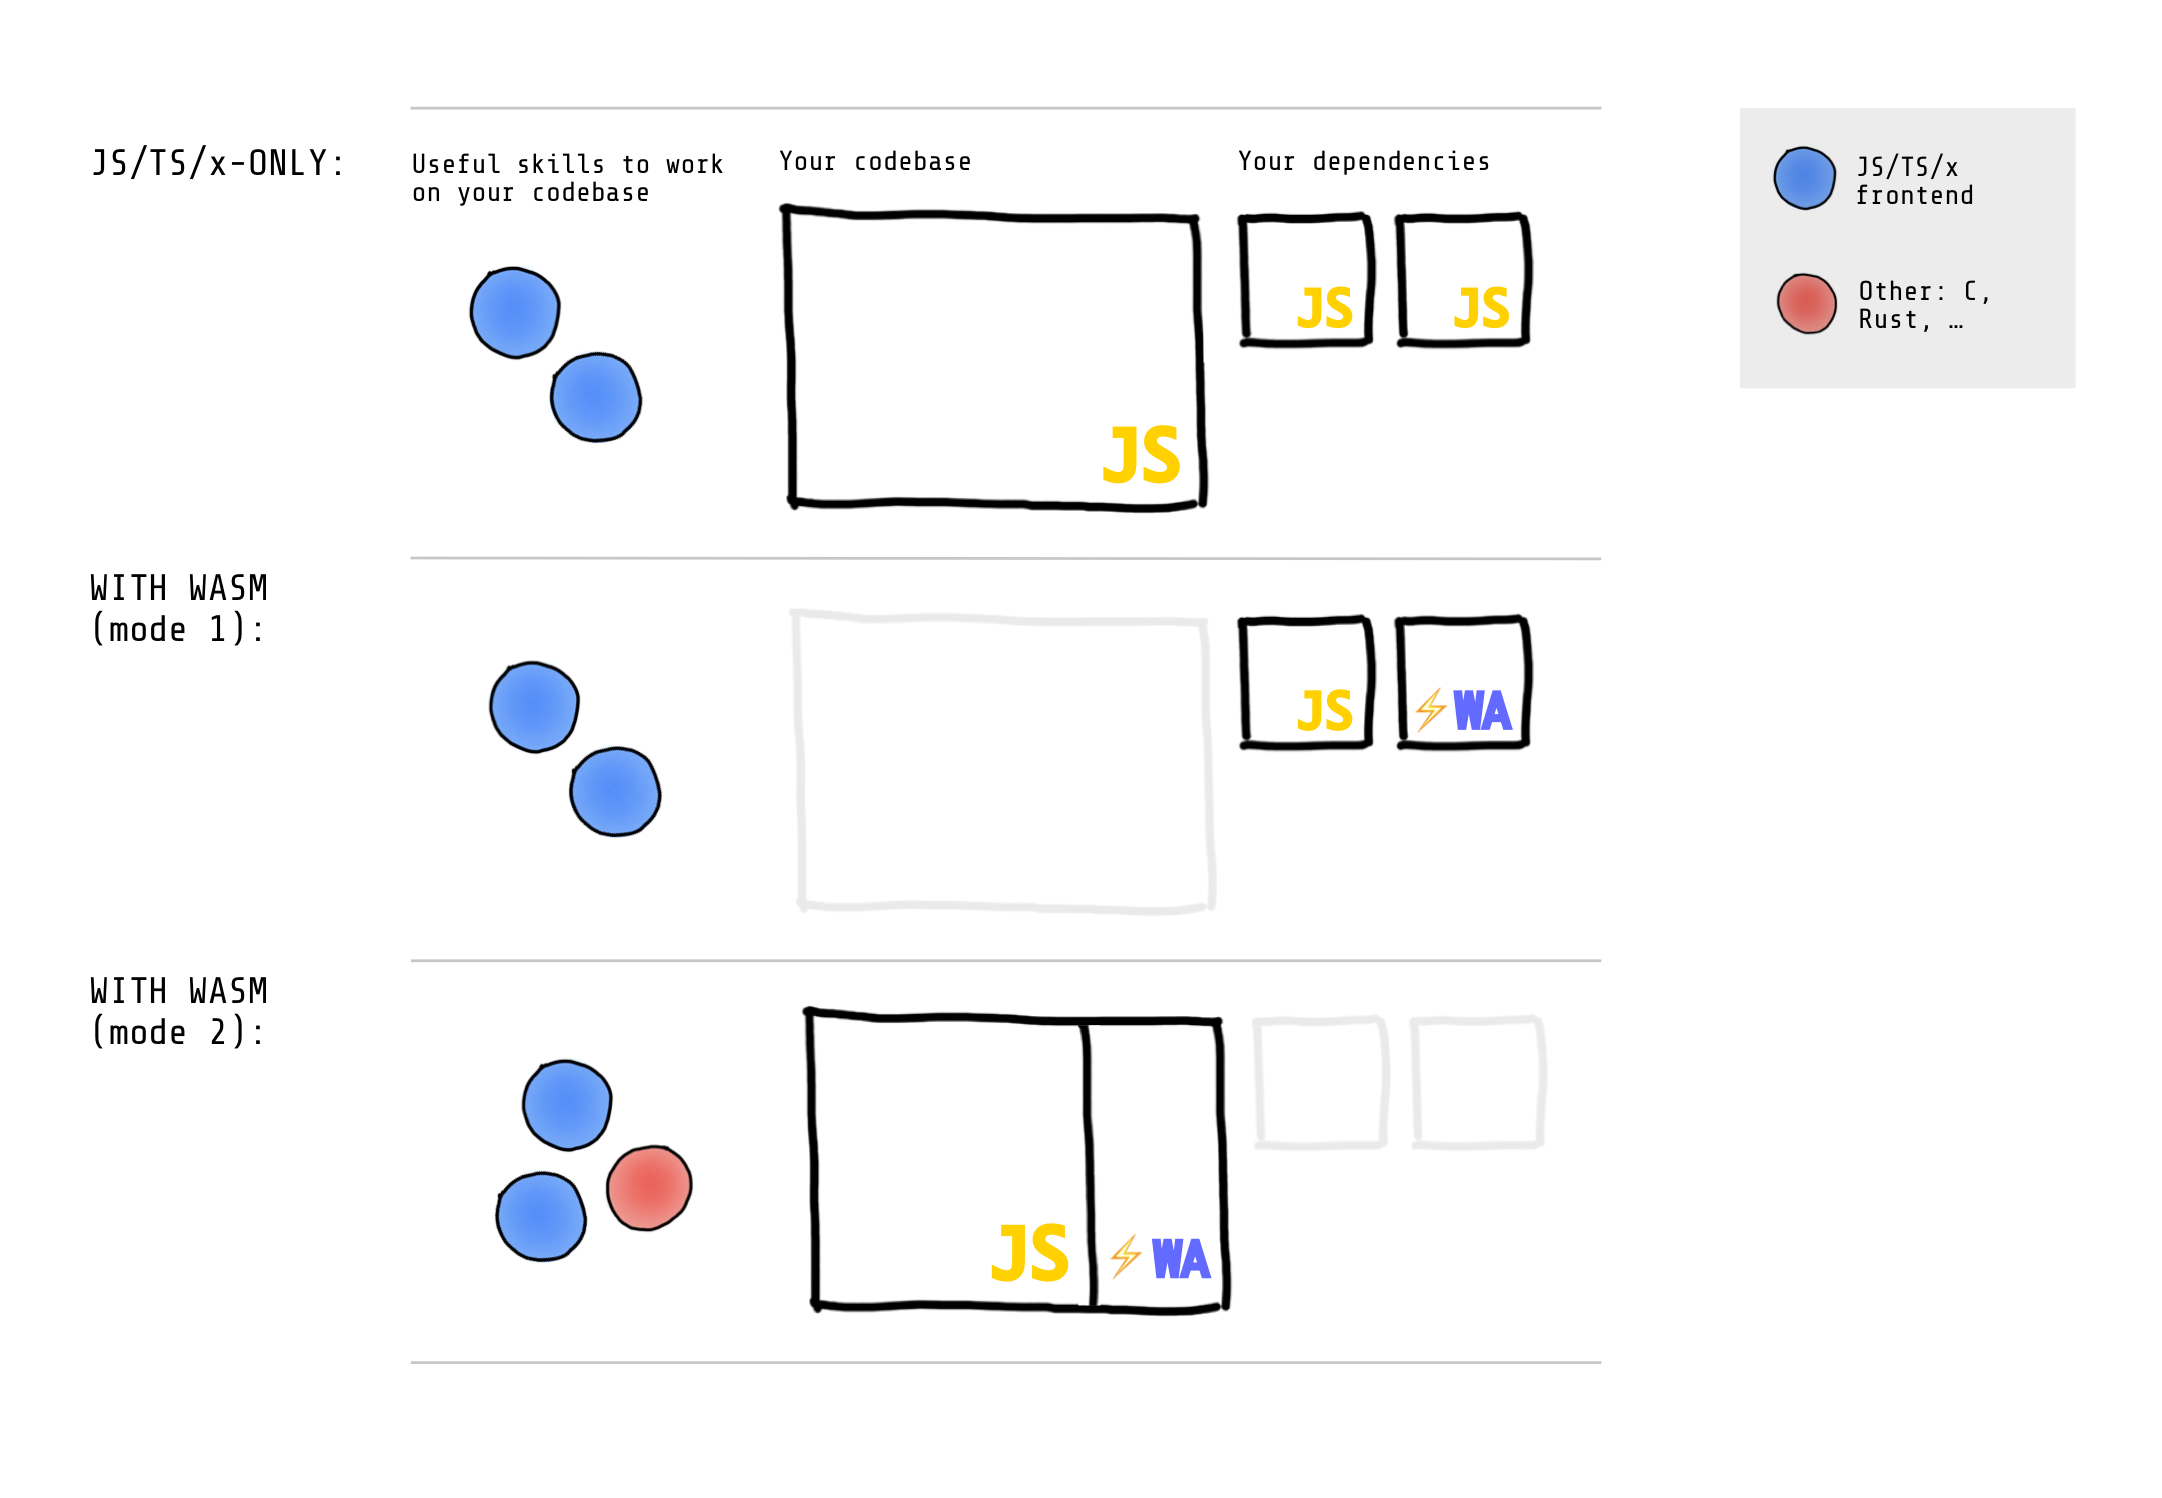 JS/TS/x-ONLY:
Useful skills to work
on your codebase
Your codebase
Your dependencies
JS
JS
JS
JS/TS/x
frontend
Other: C,
Rust, …
WITH WASM
(mode 1):
JS
⚡WA
WITH WASM
(mode 2):
JS
⚡WA